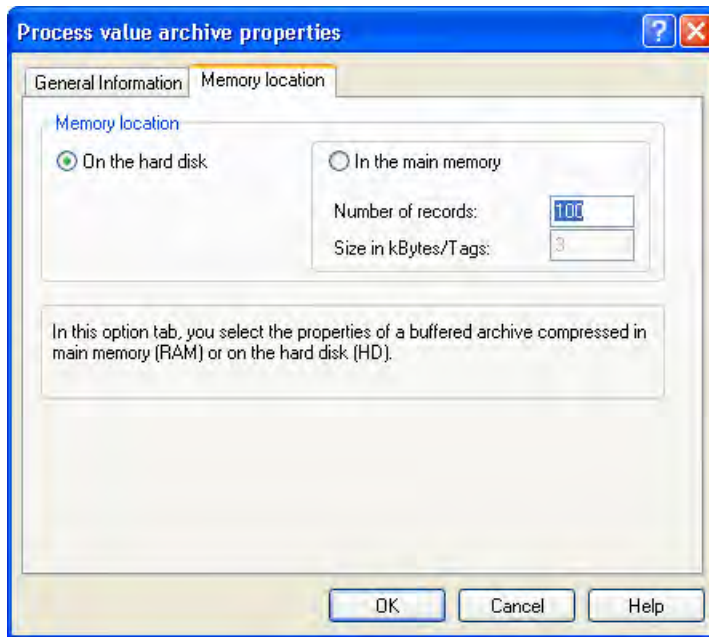 Process value archive properties
General Information
Memory location
Memory location
On the hard disk
In the main memory
Number of records: 100
Size in kBytes/Tags: 3
In this option tab, you select the properties of a buffered archive compressed in
main memory (RAM) or on the hard disk (HD).
OK
Cancel
Help